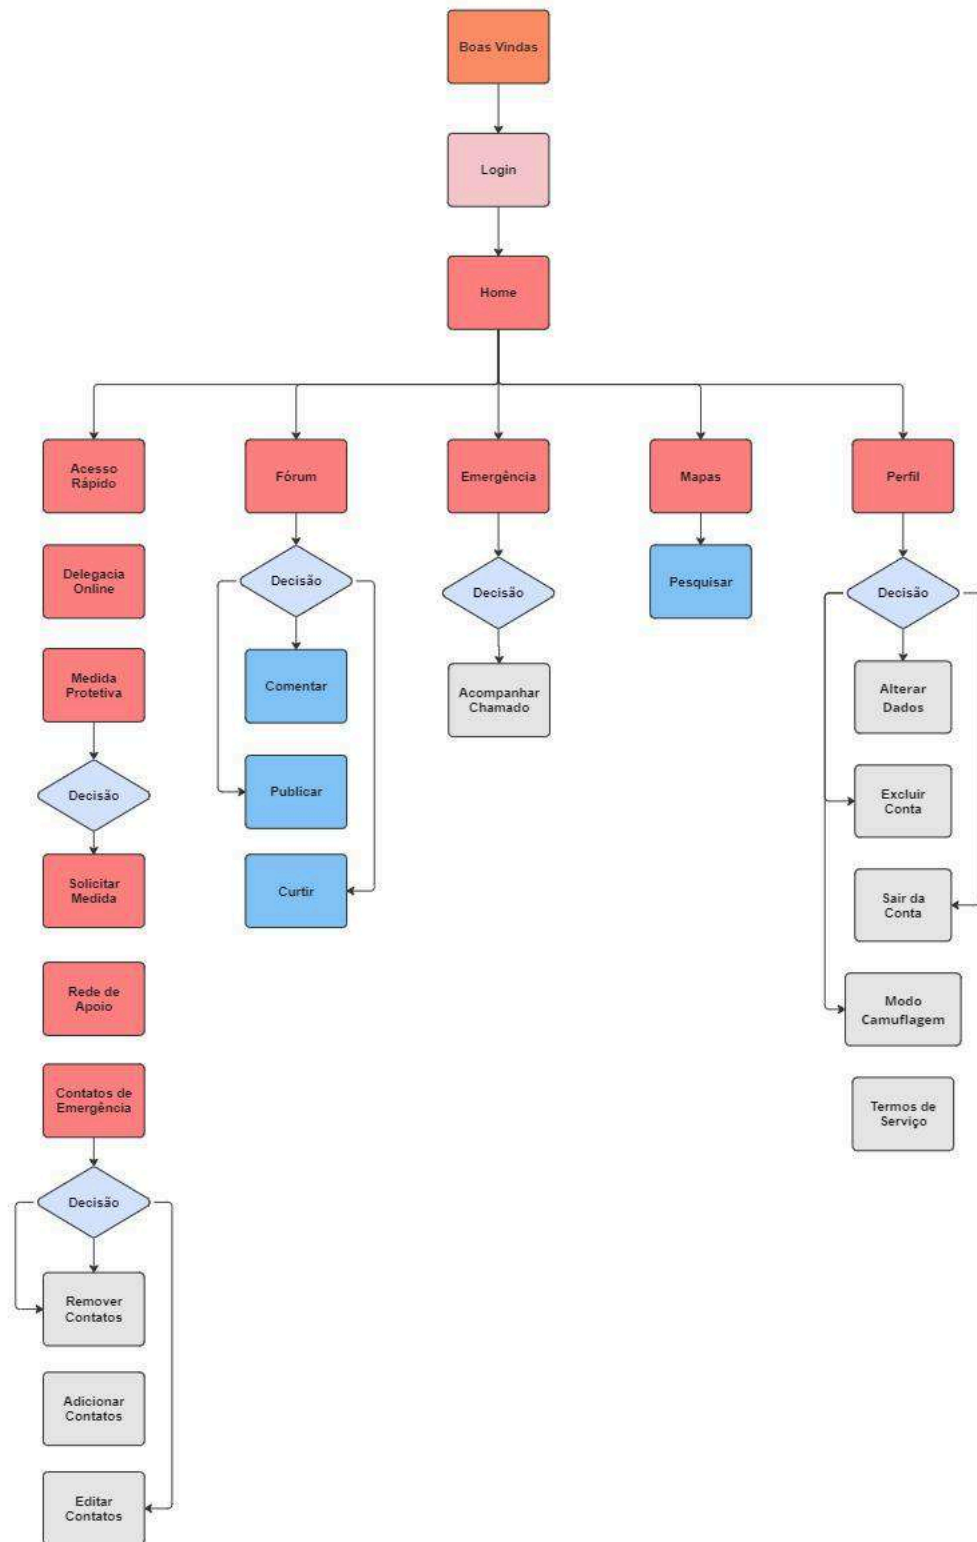 Boas Vindas
Login
Home
Acesso
Rápido
Delegacia
Online
Medida
Protetiva
Decisão
Solicitar
Medida
Rede de
Apoio
Contatos de
Emergência
Decisão
Remover
Contatos
Adicionar
Contatos
Editar
Contatos
Fórum
Decisão
Comentar
Publicar
Curtir
Emergência
Decisão
Acompanhar
Chamado
Mapas
Pesquisar
Perfil
Decisão
Alterar
Dados
Excluir
Conta
Sair da
Conta
Modo
Camuflagem
Termos de
Serviço